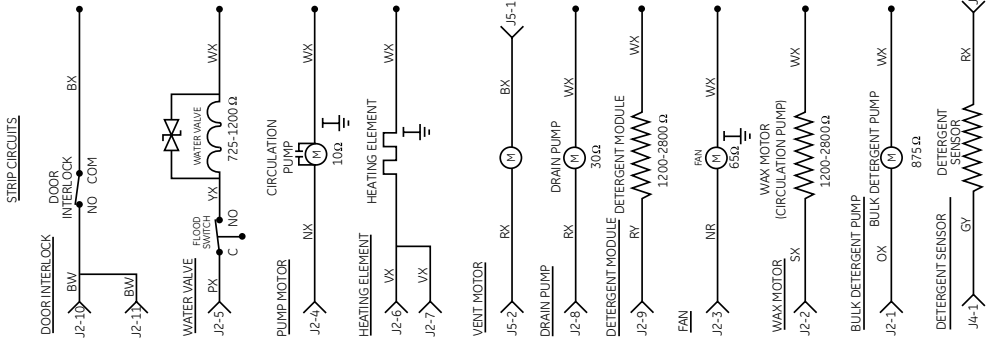 STRIP CIRCUITS
DOOR INTERLOCK
J2-10
BW
J2-11
BW
NO
COM
DOOR
INTERLOCK
BX
WATER VALVE
J2-5
PX
C
NO
FLOOD
SWITCH
YX
WATER VALVE
725-1200 Ω
WX
PUMP MOTOR
J2-4
NX
CIRCULATION
PUMP
M
10Ω
WX
HEATING ELEMENT
J2-6
VX
J2-7
VX
HEATING ELEMENT
WX
VENT MOTOR
J5-2
RX
M
BX
J5-1
DRAIN PUMP
J2-8
RX
DRAIN PUMP
M
30Ω
WX
DETERGENT MODULE
J2-9
RY
DETERGENT MODULE
1200-2800 Ω
WX
FAN
J2-3
NR
FAN
M
65Ω
WX
WAX MOTOR
J2-2
SX
WAX MOTOR
(CIRCULATION PUMP)
1200-2800Ω
WX
BULK DETERGENT PUMP
J2-1
OX
BULK DETERGENT PUMP
M
875Ω
WX
DETERGENT SENSOR
J4-1
GY
DETERGENT
SENSOR
RX